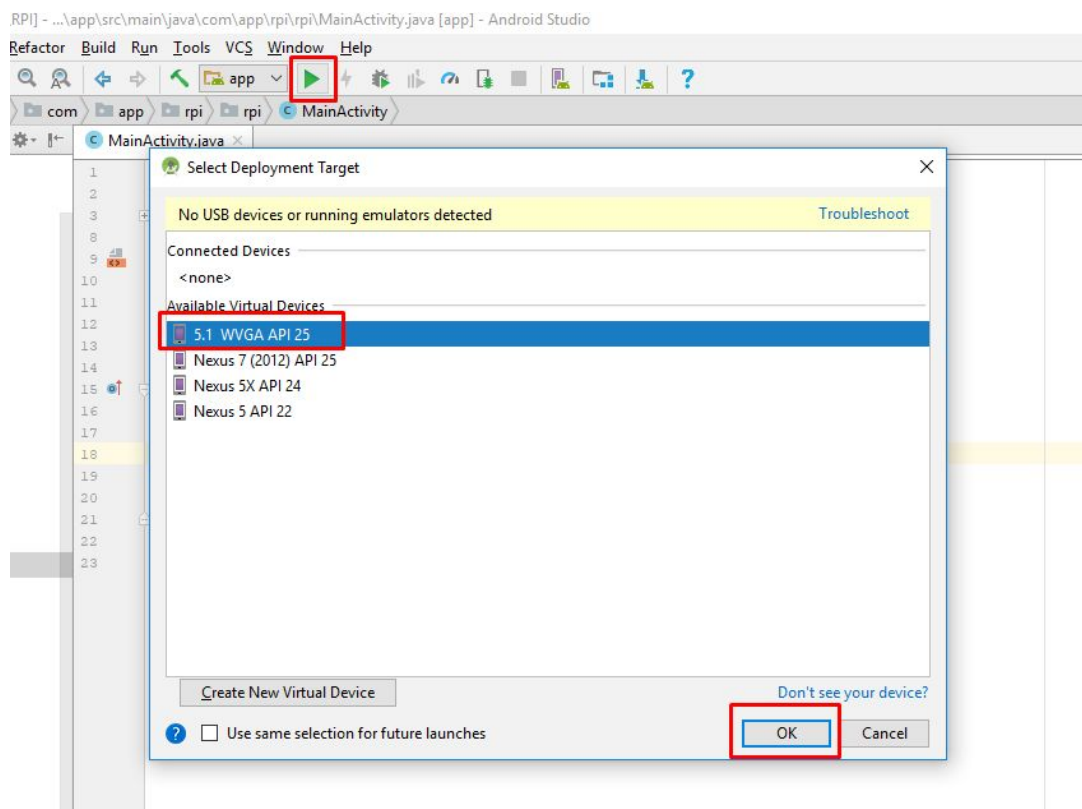 RPI] - ...\app\src\main\java\com\app\rpi\rpi\MainActivity.java [app] - Android Studio
Refactor Build Run Tools VCS Window Help
app
com app rpi rpi MainActivity
MainActivity.java
Select Deployment Target
No USB devices or running emulators detected Troubleshoot
Connected Devices
<none>
Available Virtual Devices
5.1 WVGA API 25
Nexus 7 (2012) API 25
Nexus 5X API 24
Nexus 5 API 22
Create New Virtual Device Don't see your device?
Use same selection for future launches OK Cancel
1
2
3
8
9
10
11
12
13
14
15
16
17
18
19
20
21
22
23